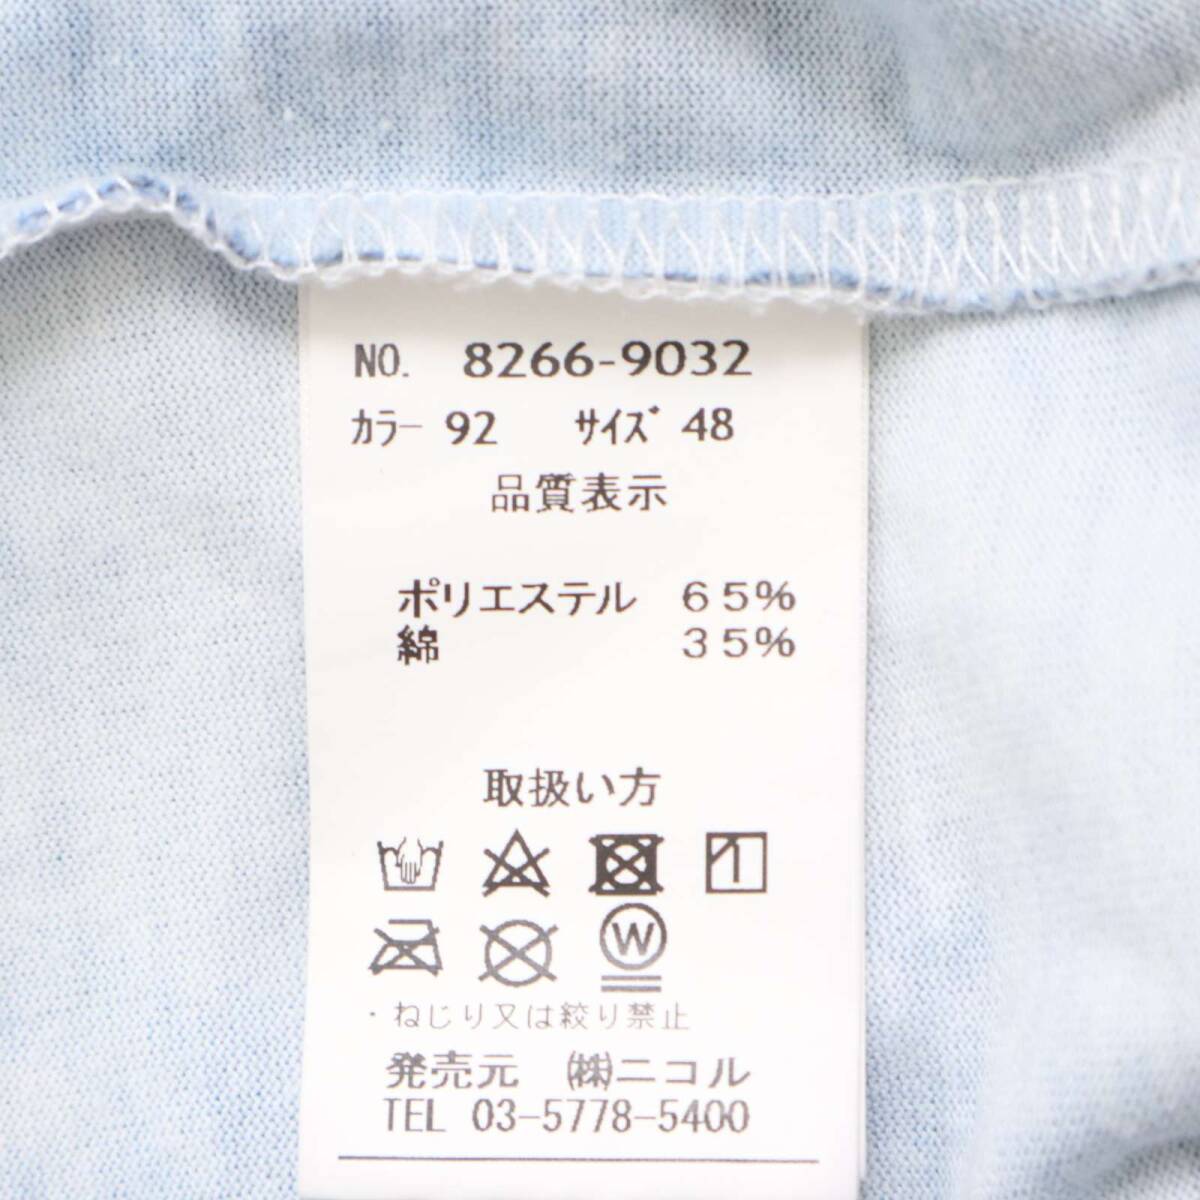 NO. 8266-9032
ｶﾗｰ 92 ｻｲｽﾞ 48
品質表示
ポリエステル ６５%
綿 ３５%
取扱い方
W
・ねじり又は絞り禁止
発売元 ㈱ニコル
TEL 03-5778-5400